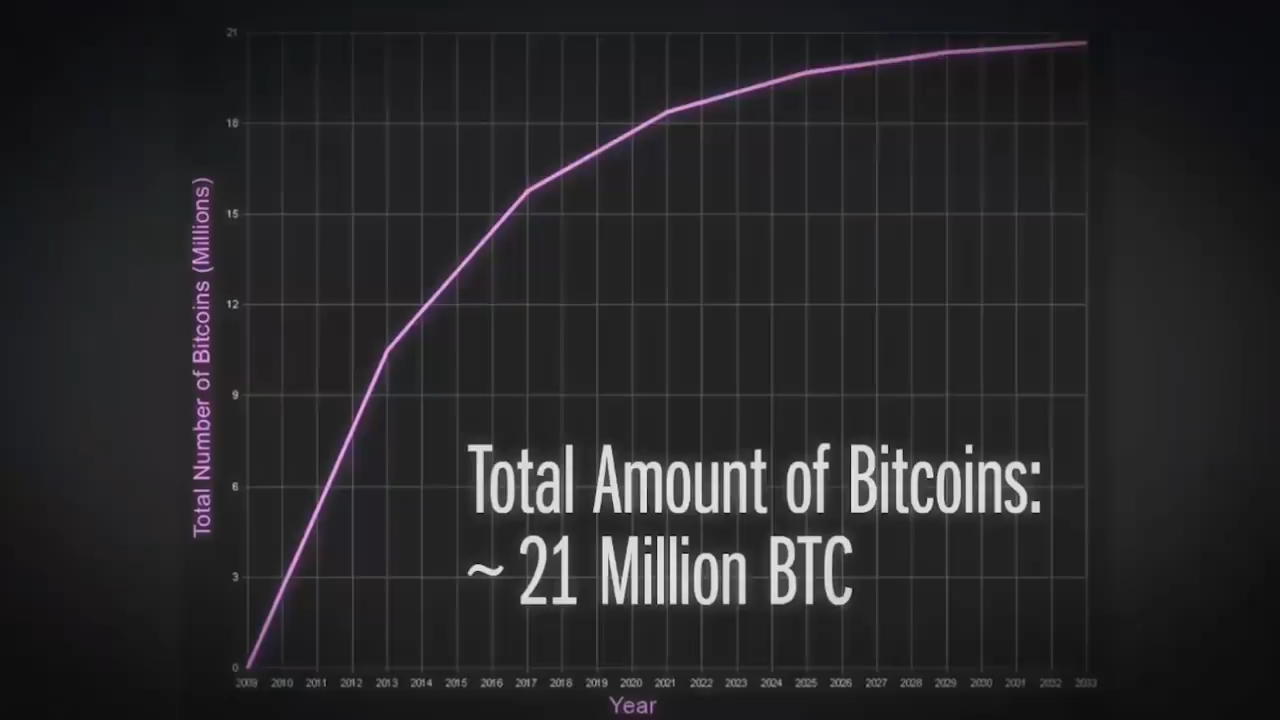 21
18
15
12
9
6
3
0
Total Number of Bitcoins (Millions)
Total Amount of Bitcoins:
~ 21 Million BTC
2009 2010 2011 2012 2013 2014 2015 2016 2017 2018 2019 2020 2021 2022 2023 2024 2025 2026 2027 2028 2029 2030 2031 2032 2033
Year